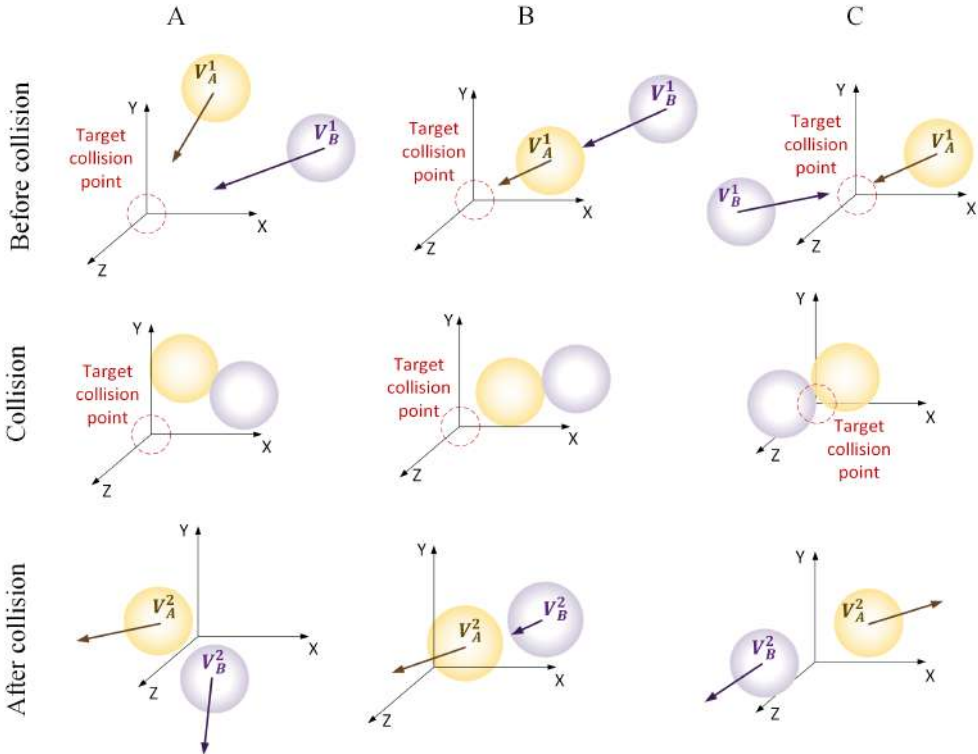 A
B
C
Before collision
Y
V_A^1
V_B^1
Target
collision
point
X
Z
Y
V_B^1
Target
collision
point
V_A^1
X
Z
Y
Target
collision
point
V_A^1
V_B^1
X
Z
Collision
Y
Target
collision
point
X
Z
Y
Target
collision
point
X
Z
Y
X
Z
Target
collision
point
After collision
Y
V_A^2
V_B^2
X
Z
Y
V_B^2
V_A^2
X
Z
Y
V_A^2
V_B^2
X
Z